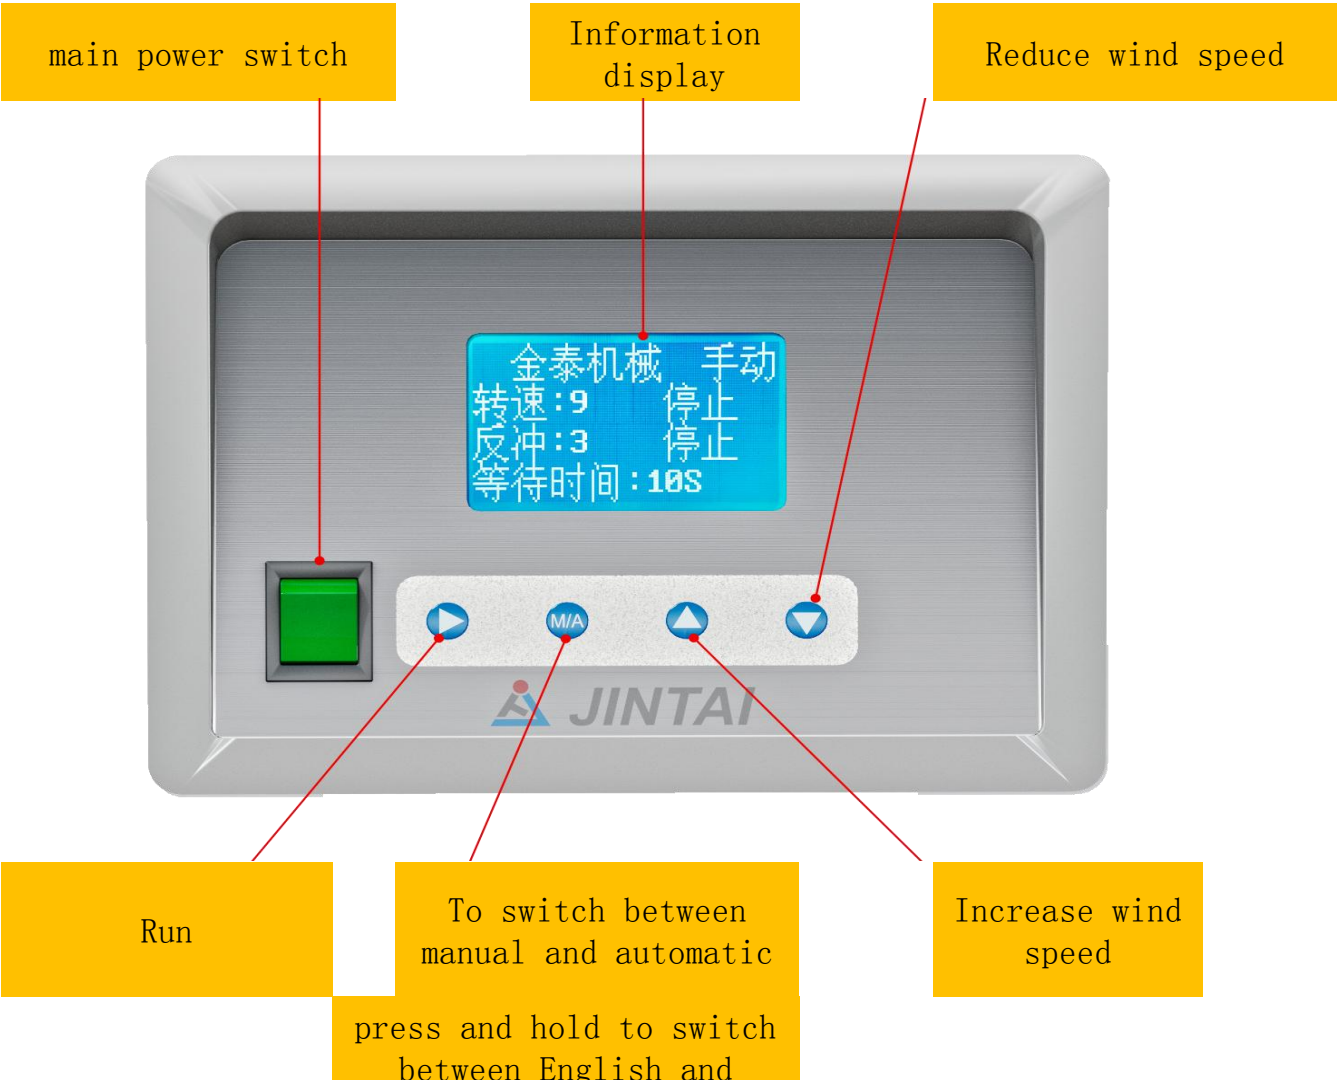 main power switch
Information
display
Reduce wind speed
金泰机械 手动
转速:9 停止
反冲:3 停止
等待时间:10S
M/A
JINTAI
Run
To switch between
manual and automatic
Increase wind
speed
press and hold to switch
between English and